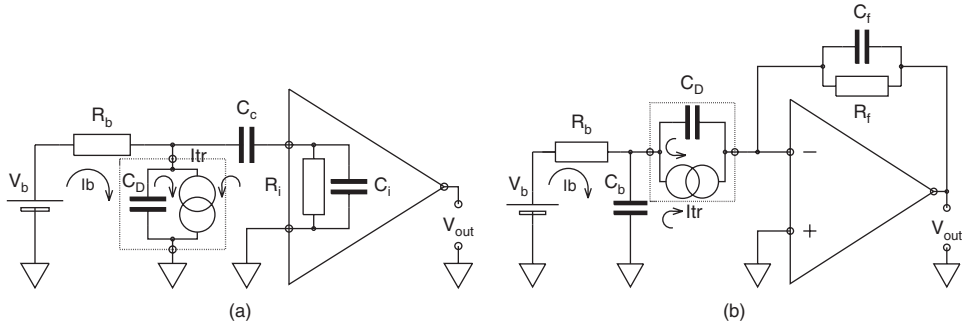 R_b
C_c
Itr
V_b
Ib
C_D
R_i
C_i
V_out
(a)
C_f
R_f
C_D
R_b
V_b
Ib
C_b
Itr
−
+
V_out
(b)